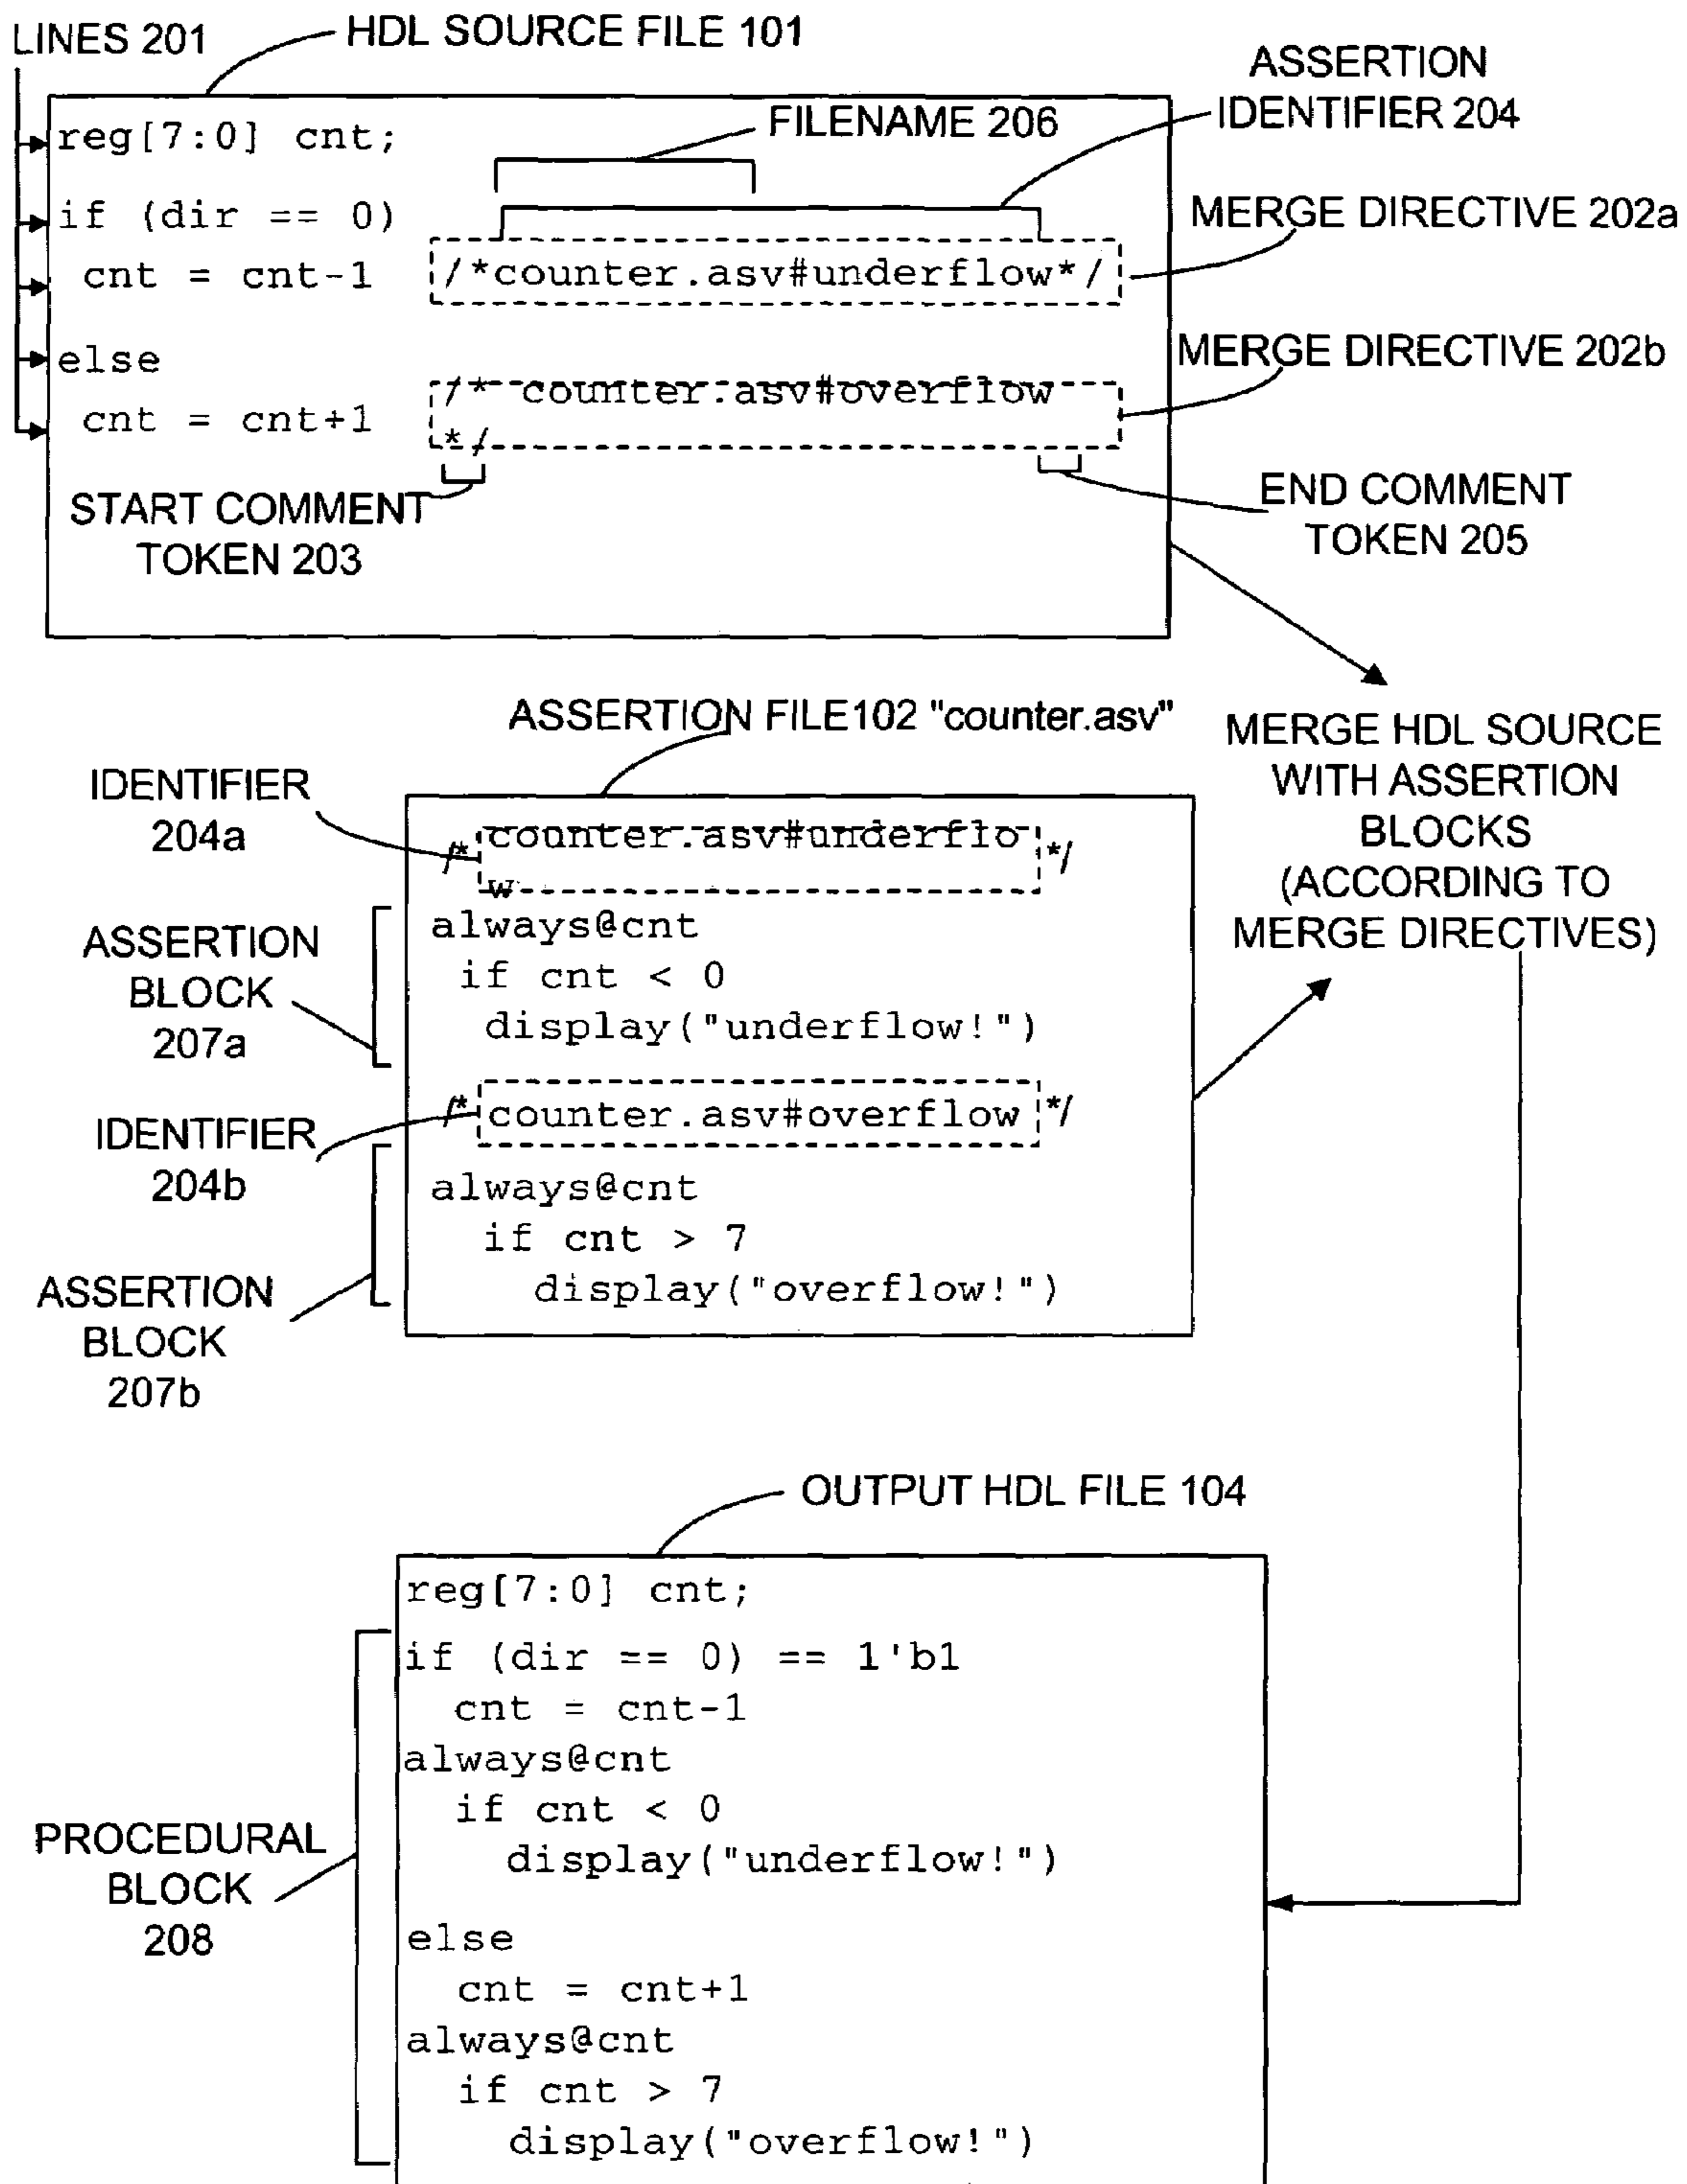 LINES 201
HDL SOURCE FILE 101
ASSERTION
IDENTIFIER 204
FILENAME 206
reg[7:0] cnt;
if (dir == 0)
MERGE DIRECTIVE 202a
cnt = cnt-1 /*counter.asv#underflow*/
else
MERGE DIRECTIVE 202b
/* counter.asv#overflow
cnt = cnt+1
*/
START COMMENT
TOKEN 203
END COMMENT
TOKEN 205
ASSERTION FILE102 "counter.asv"
MERGE HDL SOURCE
WITH ASSERTION
BLOCKS
(ACCORDING TO
MERGE DIRECTIVES)
IDENTIFIER
204a
/* counter.asv#underflo */
w
ASSERTION
BLOCK
207a
always@cnt
if cnt < 0
display("underflow!")
IDENTIFIER
204b
/* counter.asv#overflow */
ASSERTION
BLOCK
207b
always@cnt
if cnt > 7
display("overflow!")
OUTPUT HDL FILE 104
reg[7:0] cnt;
if (dir == 0) == 1'b1
cnt = cnt-1
always@cnt
if cnt < 0
display("underflow!")
PROCEDURAL
BLOCK
208
else
cnt = cnt+1
always@cnt
if cnt > 7
display("overflow!")